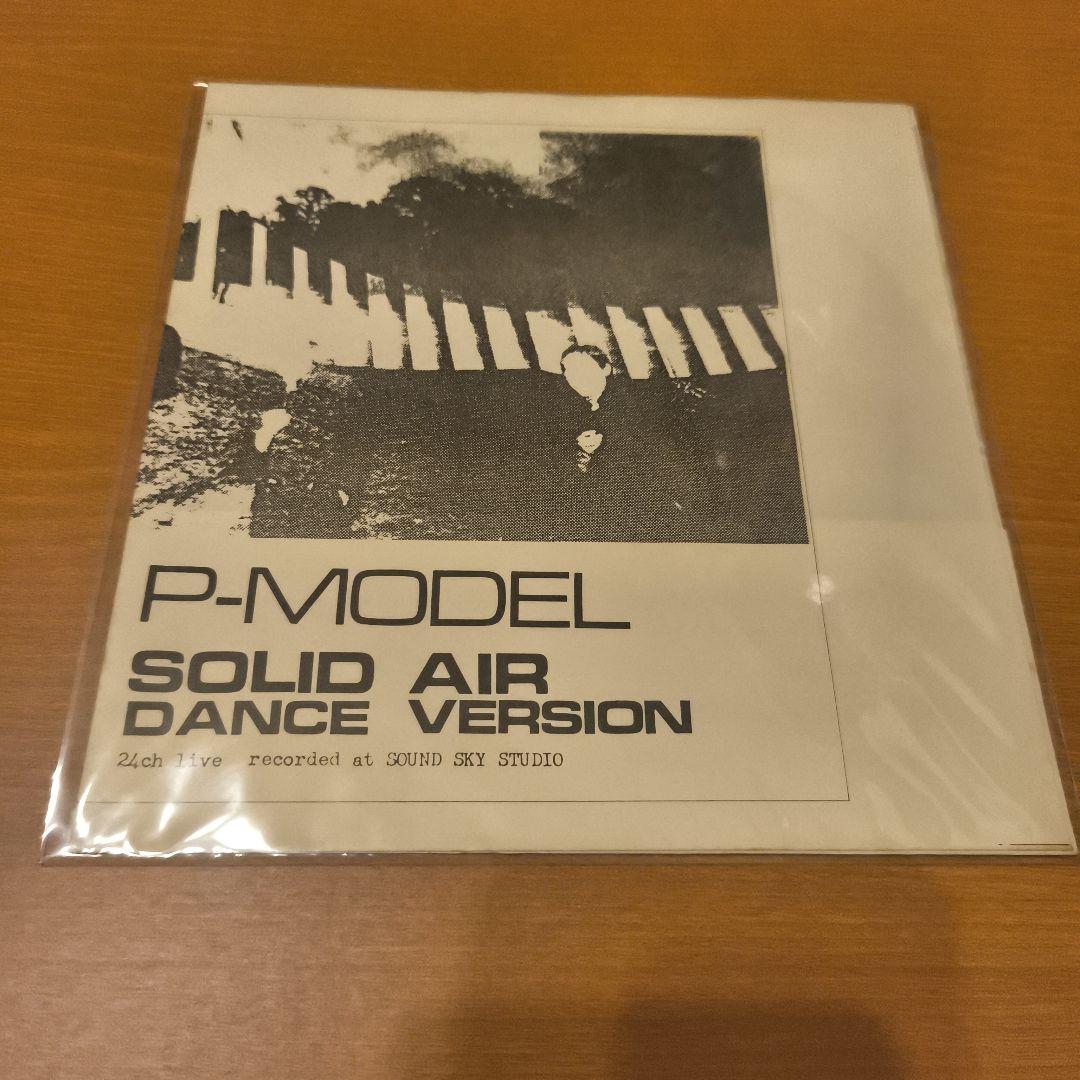 P-MODEL
SOLID AIR
DANCE VERSION
24ch live recorded at SOUND SKY STUDIO